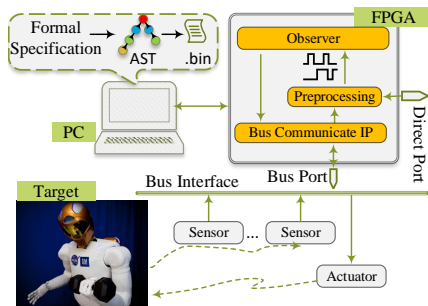 Formal
Specification
AST
.bin
PC
FPGA
Observer
Preprocessing
Bus Communicate IP
Direct Port
Bus Port
Bus Interface
Target
Sensor
...
Sensor
Actuator
GM